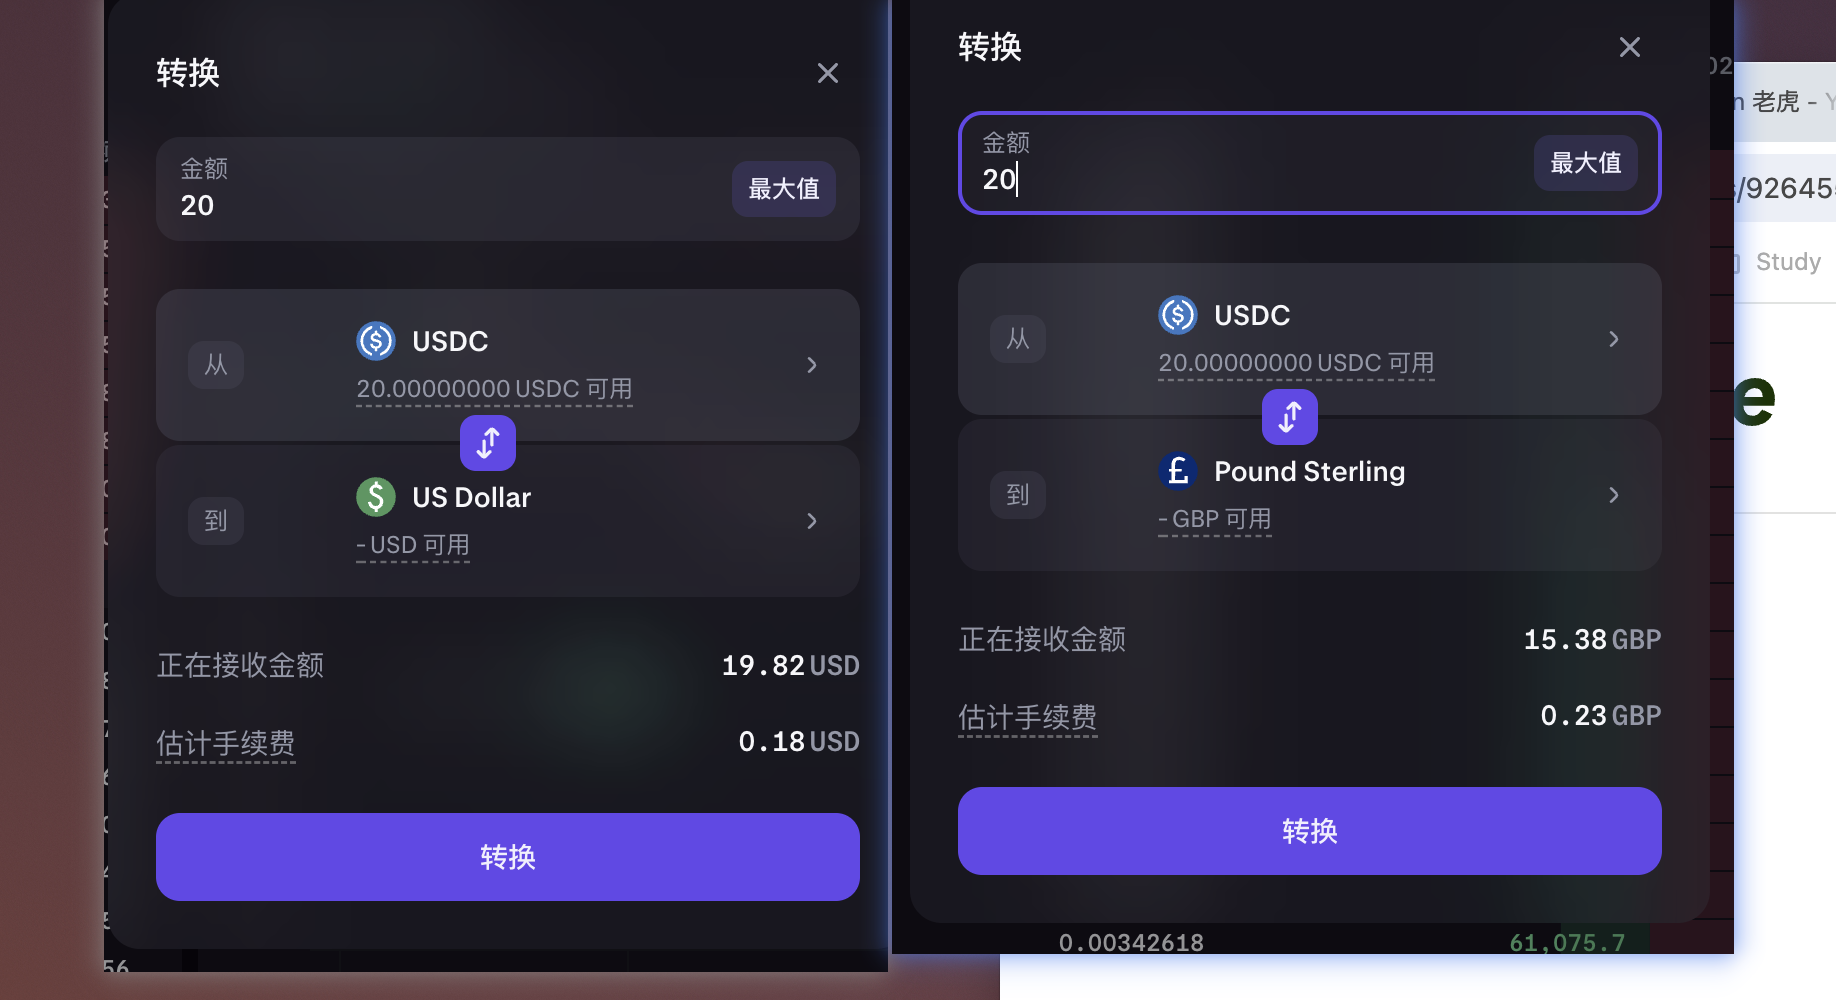 转换
金额
20
最大值
从
USDC
20.00000000 USDC 可用
到
US Dollar
- USD 可用
正在接收金额
19.82 USD
估计手续费
0.18 USD
转换
56
转换
金额
20
最大值
从
USDC
20.00000000 USDC 可用
到
Pound Sterling
- GBP 可用
正在接收金额
15.38 GBP
估计手续费
0.23 GBP
转换
0.00342618
61,075.7
02
n 老虎 - Y
/92645
Study
e